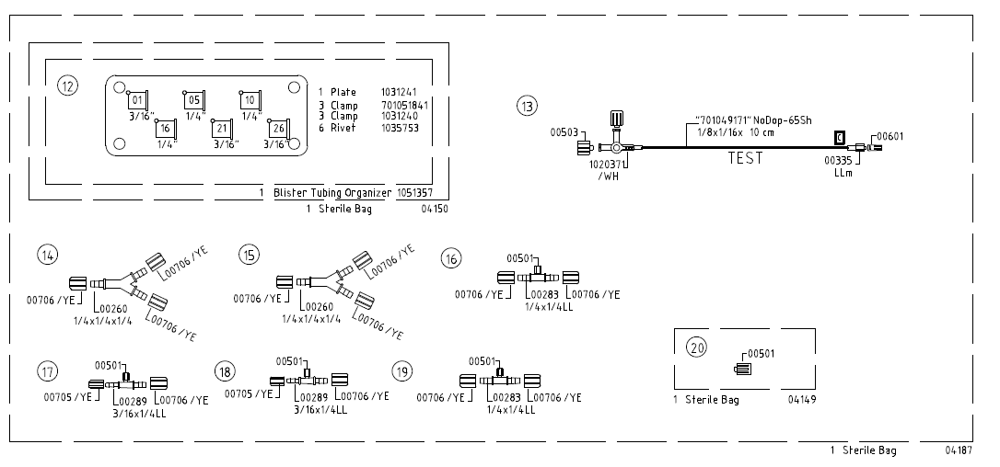 12
01
05
10
3/16"
1/4"
1/4"
16
21
26
1/4"
3/16"
3/16"
1 Plate 1031241
3 Clamp 701051841
3 Clamp 1031240
6 Rivet 1035753
1 Blister Tubing Organizer 1051357
1 Sterile Bag 04150
13
00503
1020371
/WH
"701049171" NoDop-65Sh
1/8x1/16x 10 cm
TEST
C
00601
00335
LLm
14
00706 /YE
00706 /YE
00260
1/4x1/4x1/4
00706 /YE
15
00706 /YE
00706 /YE
00260
1/4x1/4x1/4
00706 /YE
16
00501
00706 /YE
00283
1/4x1/4LL
00706/YE
17
00501
00705 /YE
00289
3/16x1/4LL
00706/YE
18
00501
00705 /YE
00289
3/16x1/4LL
00706/YE
19
00501
00706 /YE
00283
1/4x1/4LL
00706/YE
20
00501
1 Sterile Bag 04149
1 Sterile Bag 04187